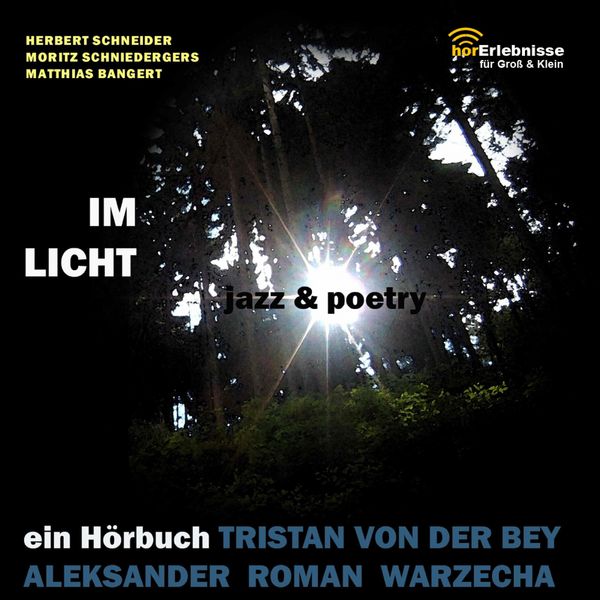 HERBERT SCHNEIDER
MORITZ SCHNIEDERGERS
MATTHIAS BANGERT
hörErlebnisse
für Groß & Klein
IM
LICHT
jazz & poetry
ein Hörbuch TRISTAN VON DER BEY
ALEKSANDER ROMAN WARZECHA